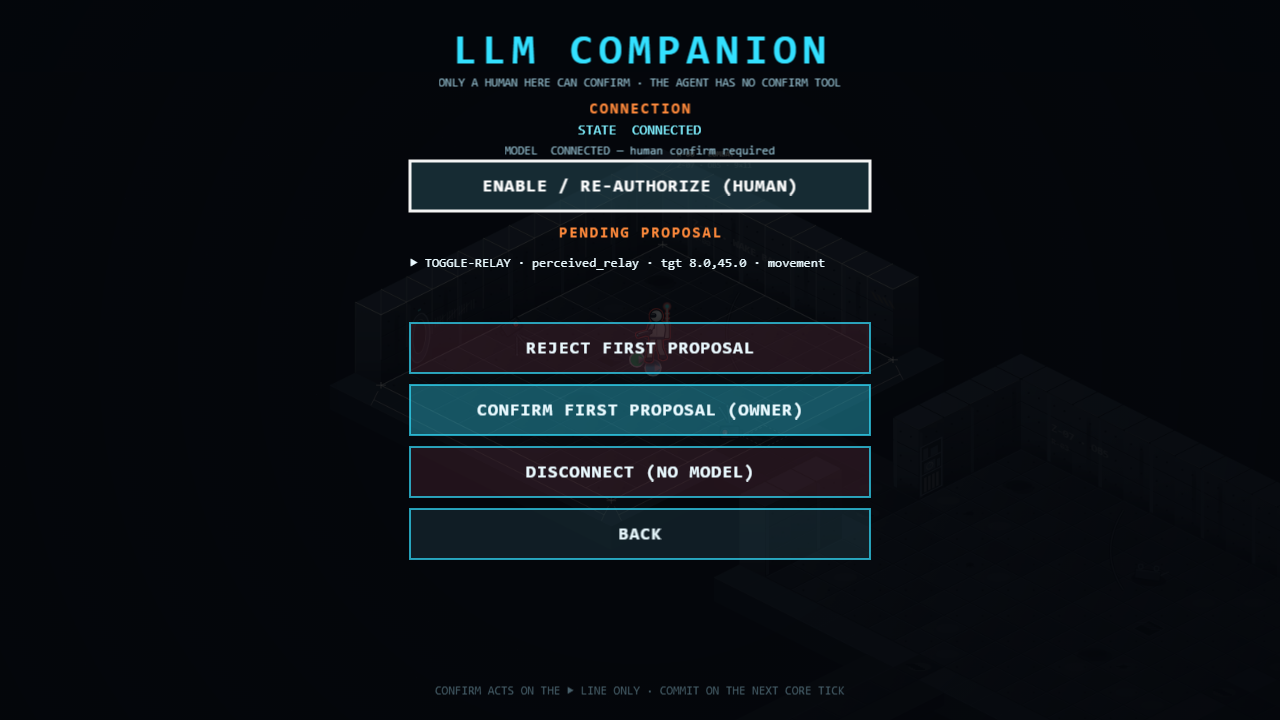 LLM COMPANION
ONLY A HUMAN HERE CAN CONFIRM · THE AGENT HAS NO CONFIRM TOOL
CONNECTION
STATE CONNECTED
MODEL CONNECTED — human confirm required
ENABLE / RE-AUTHORIZE (HUMAN)
PENDING PROPOSAL
▶ TOGGLE-RELAY · perceived_relay · tgt 8.0,45.0 · movement
REJECT FIRST PROPOSAL
CONFIRM FIRST PROPOSAL (OWNER)
DISCONNECT (NO MODEL)
BACK
CONFIRM ACTS ON THE ▶ LINE ONLY · COMMIT ON THE NEXT CORE TICK